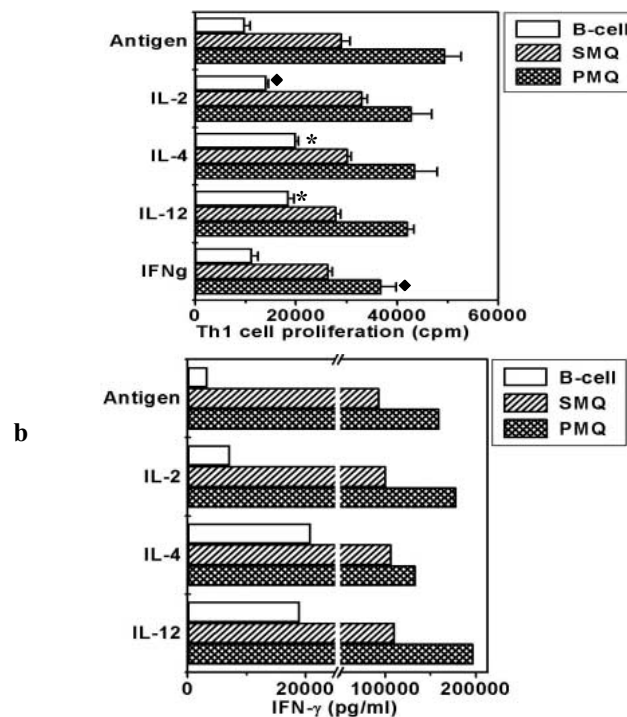 B-cell
SMQ
PMQ
Antigen
IL-2
◆
IL-4
*
IL-12
*
IFNg
◆
0 20000 40000 60000
Th1 cell proliferation (cpm)
b
B-cell
SMQ
PMQ
Antigen
IL-2
IL-4
IL-12
0 20000 100000 200000
IFN-γ (pg/ml)